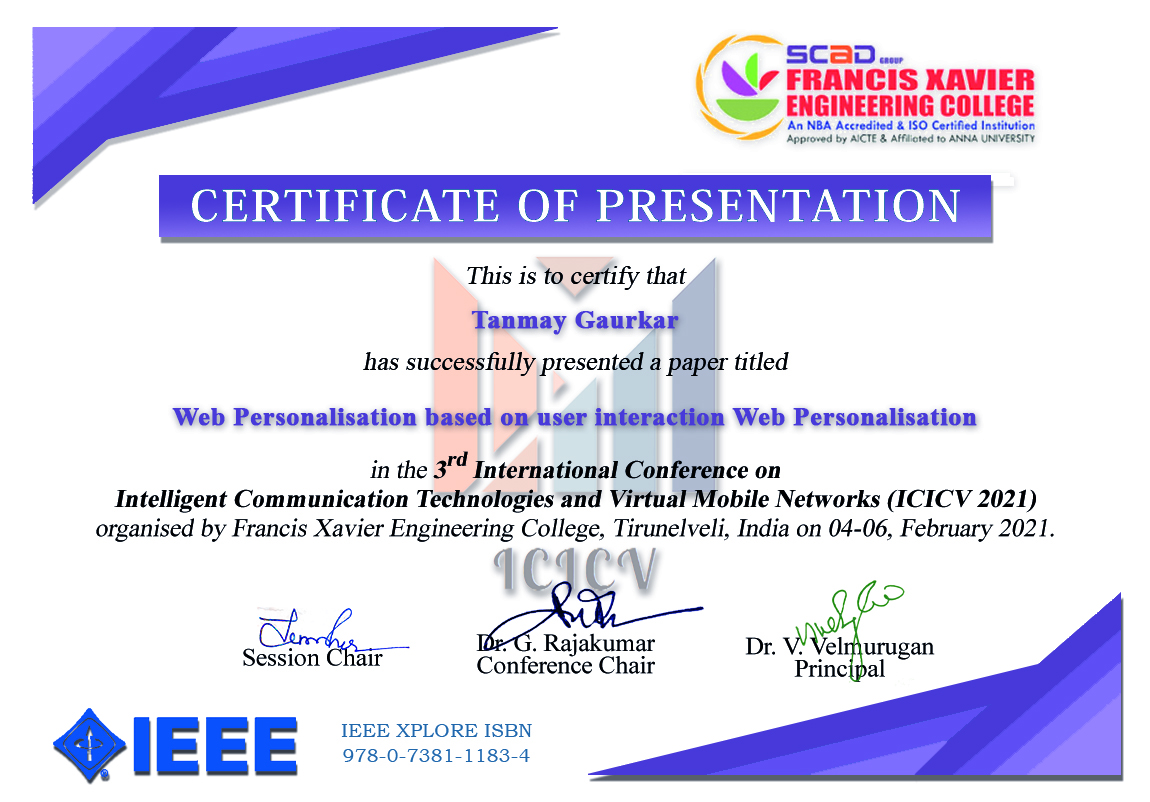 SCAD GROUP
FRANCIS XAVIER
ENGINEERING COLLEGE
An NBA Accredited & ISO Certified Institution
Approved by AICTE & Affiliated to ANNA UNIVERSITY
CERTIFICATE OF PRESENTATION
This is to certify that
Tanmay Gaurkar
has successfully presented a paper titled
Web Personalisation based on user interaction Web Personalisation
in the 3rd International Conference on
Intelligent Communication Technologies and Virtual Mobile Networks (ICICV 2021)
organised by Francis Xavier Engineering College, Tirunelveli, India on 04-06, February 2021.
ICICV
Session Chair
Dr. G. Rajakumar
Conference Chair
Dr. V. Velmurugan
Principal
IEEE
IEEE XPLORE ISBN
978-0-7381-1183-4